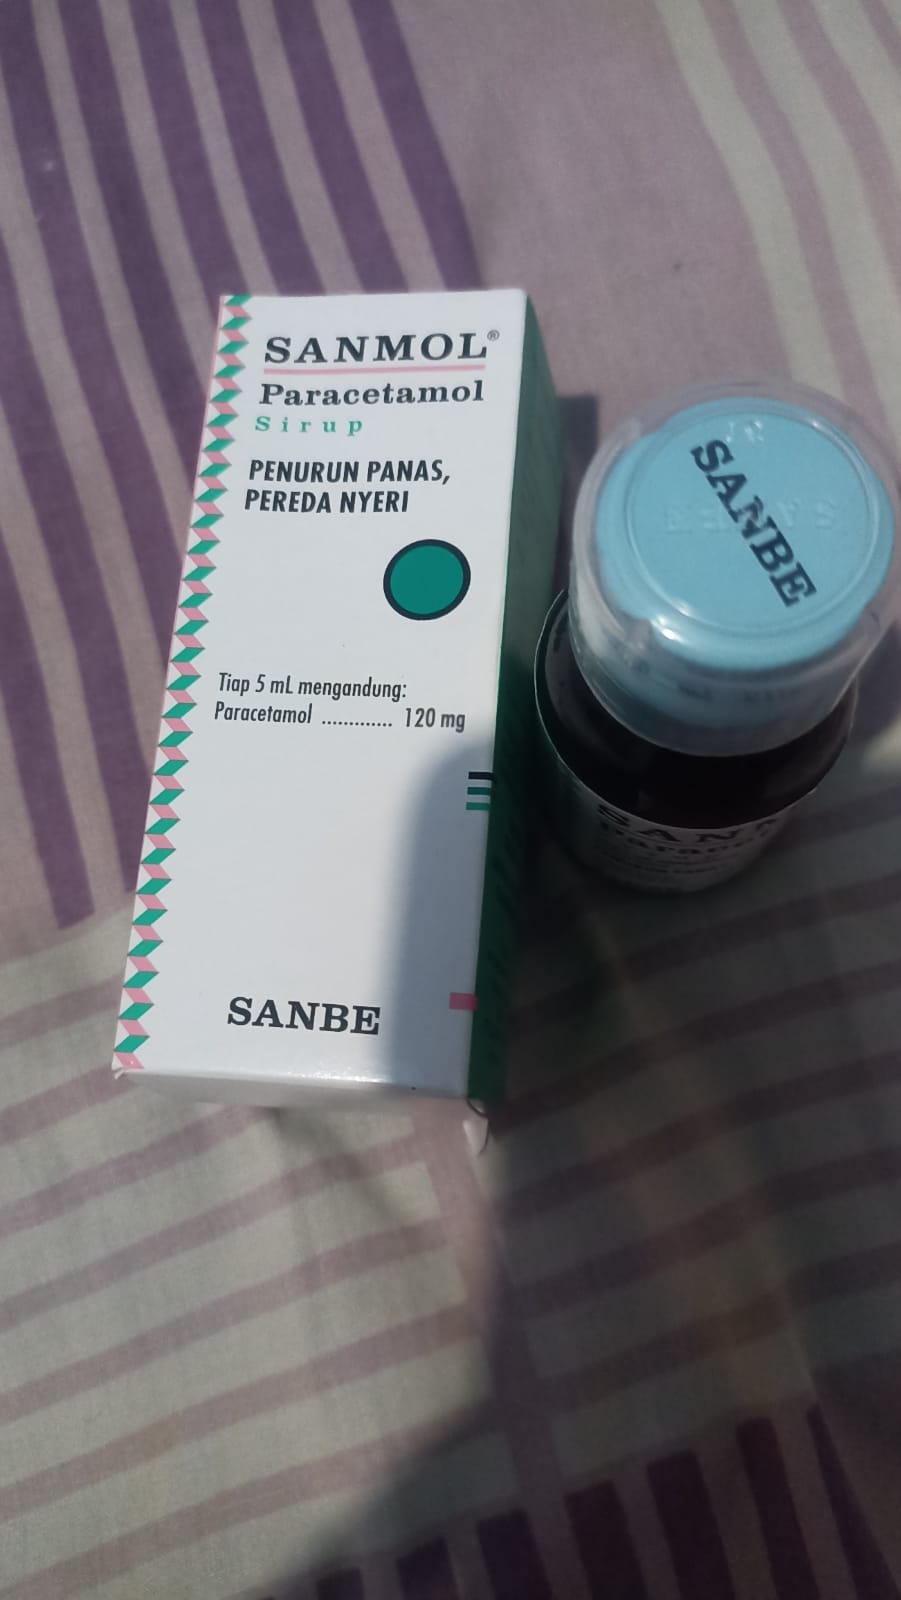 SANMOL®
Paracetamol
Sirup
PENURUN PANAS,
PEREDA NYERI
Tiap 5 mL mengandung:
Paracetamol ............. 120 mg
SANBE
SANBE